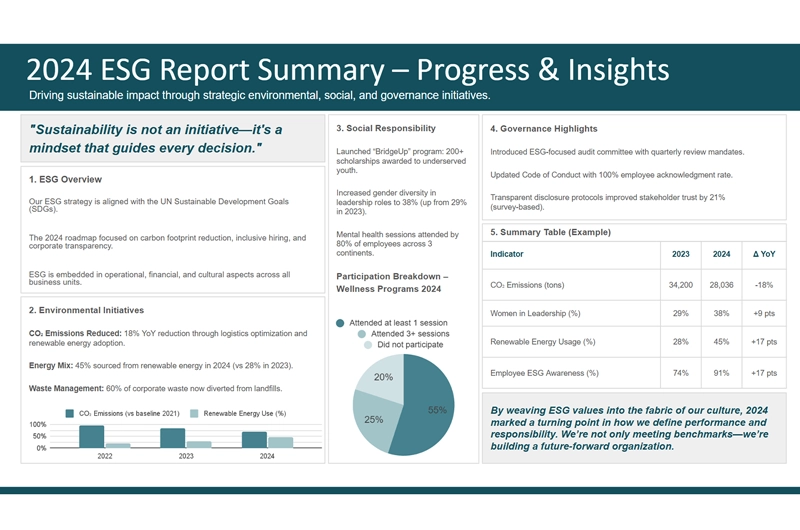 2024 ESG Report Summary – Progress & Insights
Driving sustainable impact through strategic environmental, social, and governance initiatives.
"Sustainability is not an initiative—it's a
mindset that guides every decision."
1. ESG Overview
Our ESG strategy is aligned with the UN Sustainable Development Goals
(SDGs).
The 2024 roadmap focused on carbon footprint reduction, inclusive hiring, and
corporate transparency.
ESG is embedded in operational, financial, and cultural aspects across all
business units.
2. Environmental Initiatives
CO₂ Emissions Reduced: 18% YoY reduction through logistics optimization and
renewable energy adoption.
Energy Mix: 45% sourced from renewable energy in 2024 (vs 28% in 2023).
Waste Management: 60% of corporate waste now diverted from landfills.
CO₂ Emissions (vs baseline 2021) Renewable Energy Use (%)
100%
50%
0%
2022 2023 2024
3. Social Responsibility
Launched “BridgeUp” program: 200+
scholarships awarded to underserved
youth.
Increased gender diversity in
leadership roles to 38% (up from 29%
in 2023).
Mental health sessions attended by
80% of employees across 3
continents.
Participation Breakdown –
Wellness Programs 2024
Attended at least 1 session
Attended 3+ sessions
Did not participate
20%
55%
25%
4. Governance Highlights
Introduced ESG-focused audit committee with quarterly review mandates.
Updated Code of Conduct with 100% employee acknowledgment rate.
Transparent disclosure protocols improved stakeholder trust by 21%
(survey-based).
5. Summary Table (Example)
Indicator 2023 2024 Δ YoY
CO₂ Emissions (tons) 34,200 28,036 -18%
Women in Leadership (%) 29% 38% +9 pts
Renewable Energy Usage (%) 28% 45% +17 pts
Employee ESG Awareness (%) 74% 91% +17 pts
By weaving ESG values into the fabric of our culture, 2024
marked a turning point in how we define performance and
responsibility. We’re not only meeting benchmarks—we’re
building a future-forward organization.